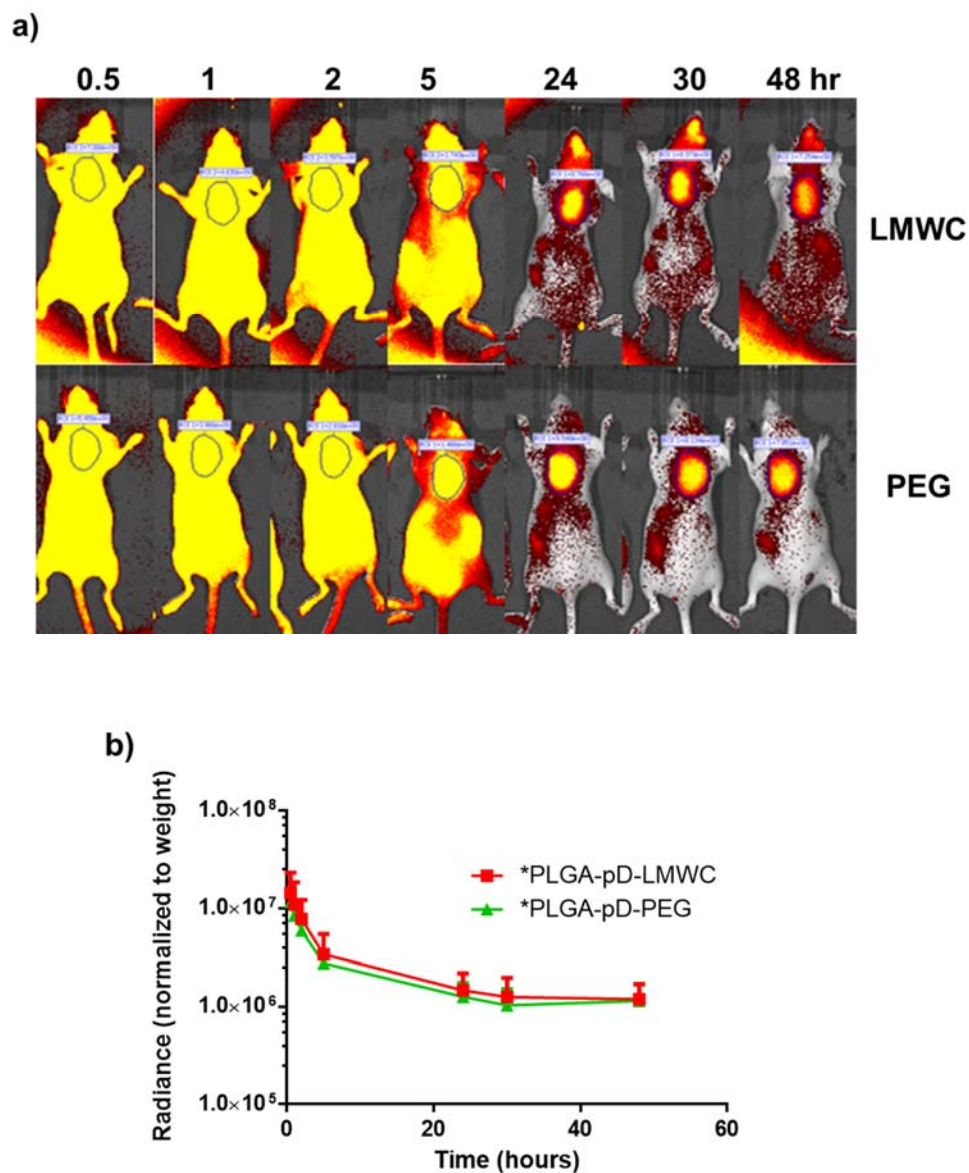 a)
0.5 1 2 5 24 30 48 hr
LMWC
PEG
b)
Radiance (normalized to weight)
1.0×10⁸
1.0×10⁷
1.0×10⁶
1.0×10⁵
*PLGA-pD-LMWC
*PLGA-pD-PEG
0 20 40 60
Time (hours)